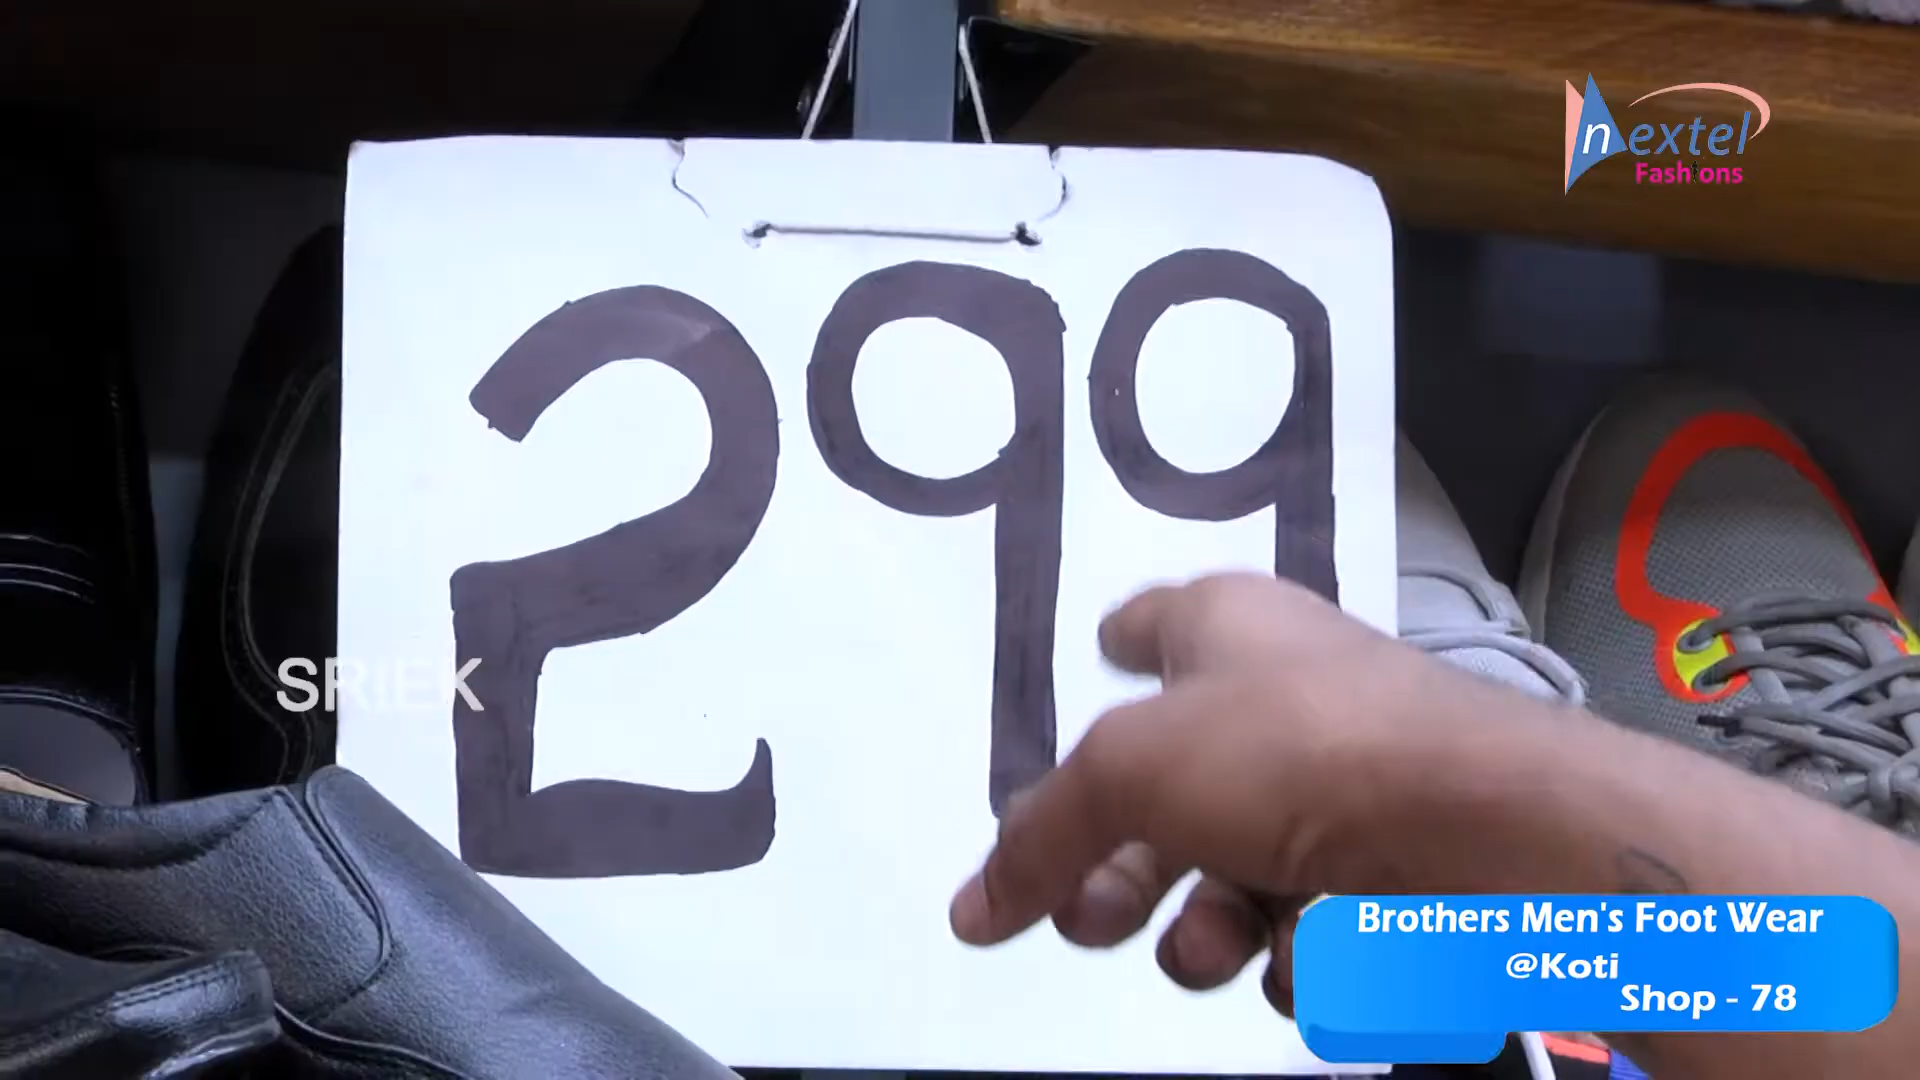 nextel
Fashions
299
SRIEK
Brothers Men's Foot Wear
@Koti
Shop - 78